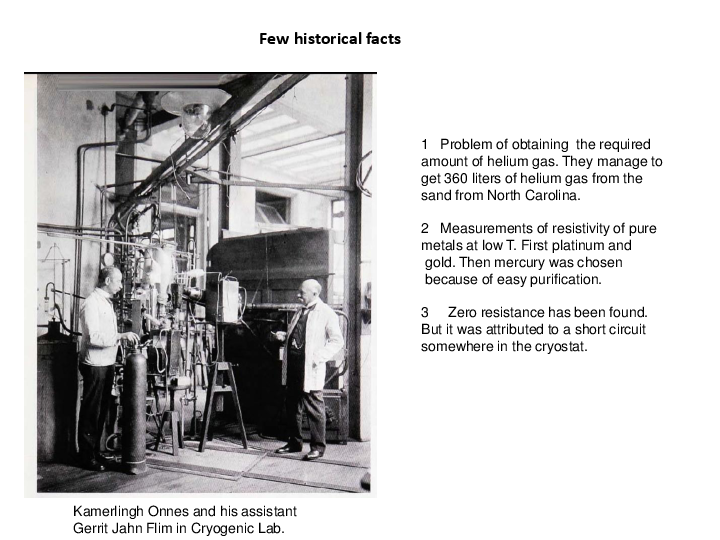 Few historical facts
1 Problem of obtaining the required
amount of helium gas. They manage to
get 360 liters of helium gas from the
sand from North Carolina.
2 Measurements of resistivity of pure
metals at low T. First platinum and
gold. Then mercury was chosen
because of easy purification.
3 Zero resistance has been found.
But it was attributed to a short circuit
somewhere in the cryostat.
Kamerlingh Onnes and his assistant
Gerrit Jahn Flim in Cryogenic Lab.